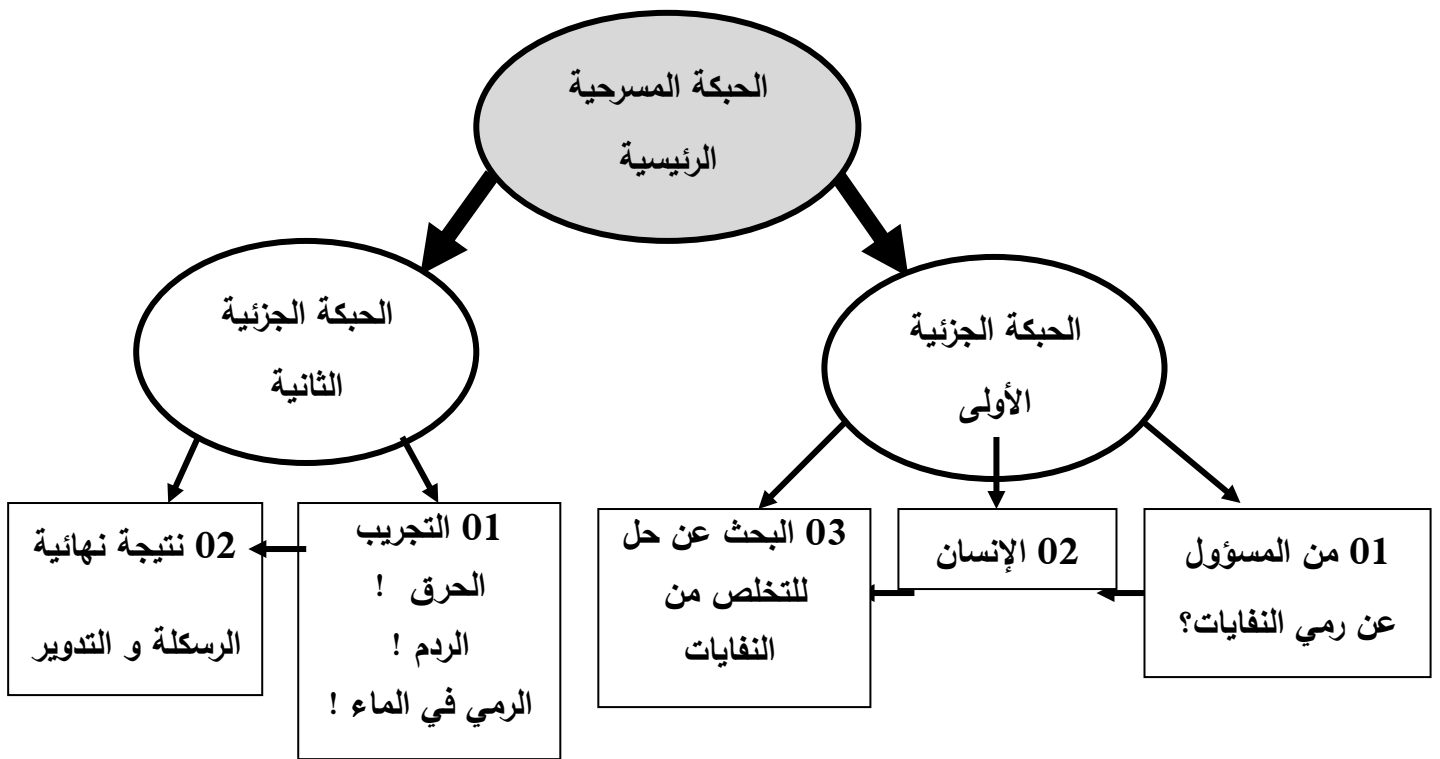 الحبكة المسرحية
الرئيسية
الحبكة الجزئية
الأولى
الحبكة الجزئية
الثانية
01 من المسؤول
عن رمي النفايات؟
02 الإنسان
03 البحث عن حل
للتخلص من
النفايات
01 التجريب
الحرق !
الردم !
الرمي في الماء !
02 نتيجة نهائية
الرسكلة و التدوير